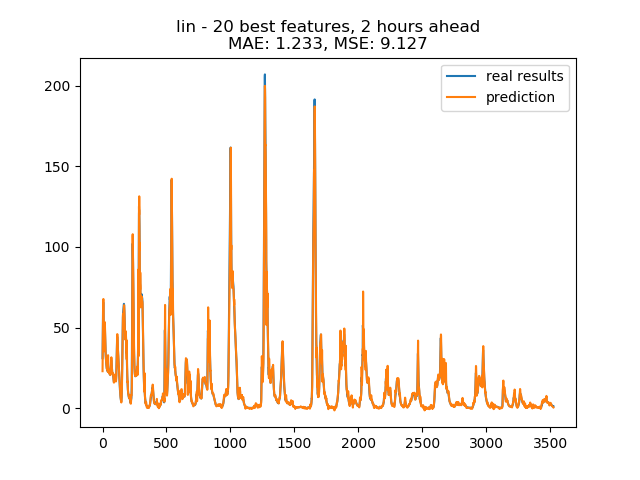 lin - 20 best features, 2 hours ahead
MAE: 1.233, MSE: 9.127
real results
prediction
200
150
100
50
0
0 500 1000 1500 2000 2500 3000 3500